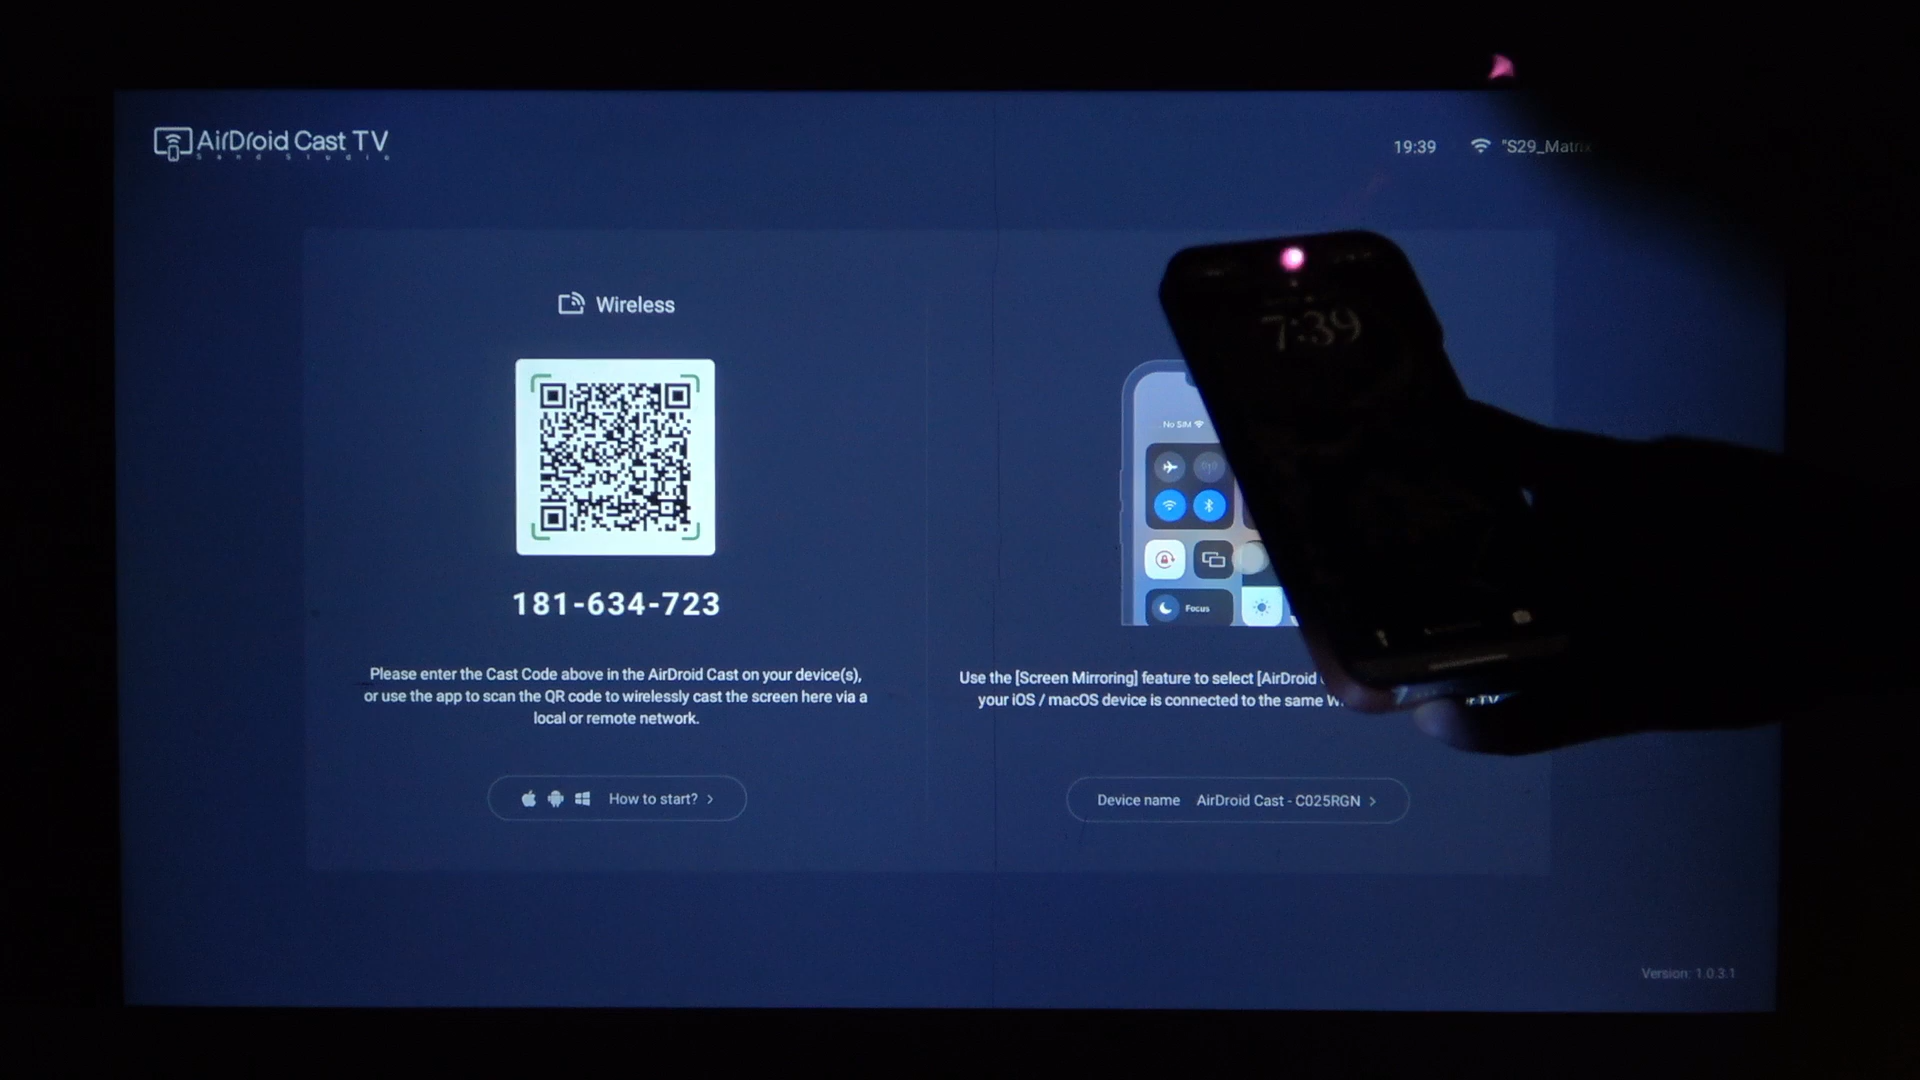 AirDroid Cast TV
Sand Studio
19:39
"S29_Matrix
Wireless
181-634-723
Please enter the Cast Code above in the AirDroid Cast on your device(s),
or use the app to scan the QR code to wirelessly cast the screen here via a
local or remote network.
How to start? >
7:39
No SIM
Focus
Use the [Screen Mirroring] feature to select [AirDroid
your iOS / macOS device is connected to the same
TV
Device name AirDroid Cast - C025RGN >
Version: 1.0.3.1